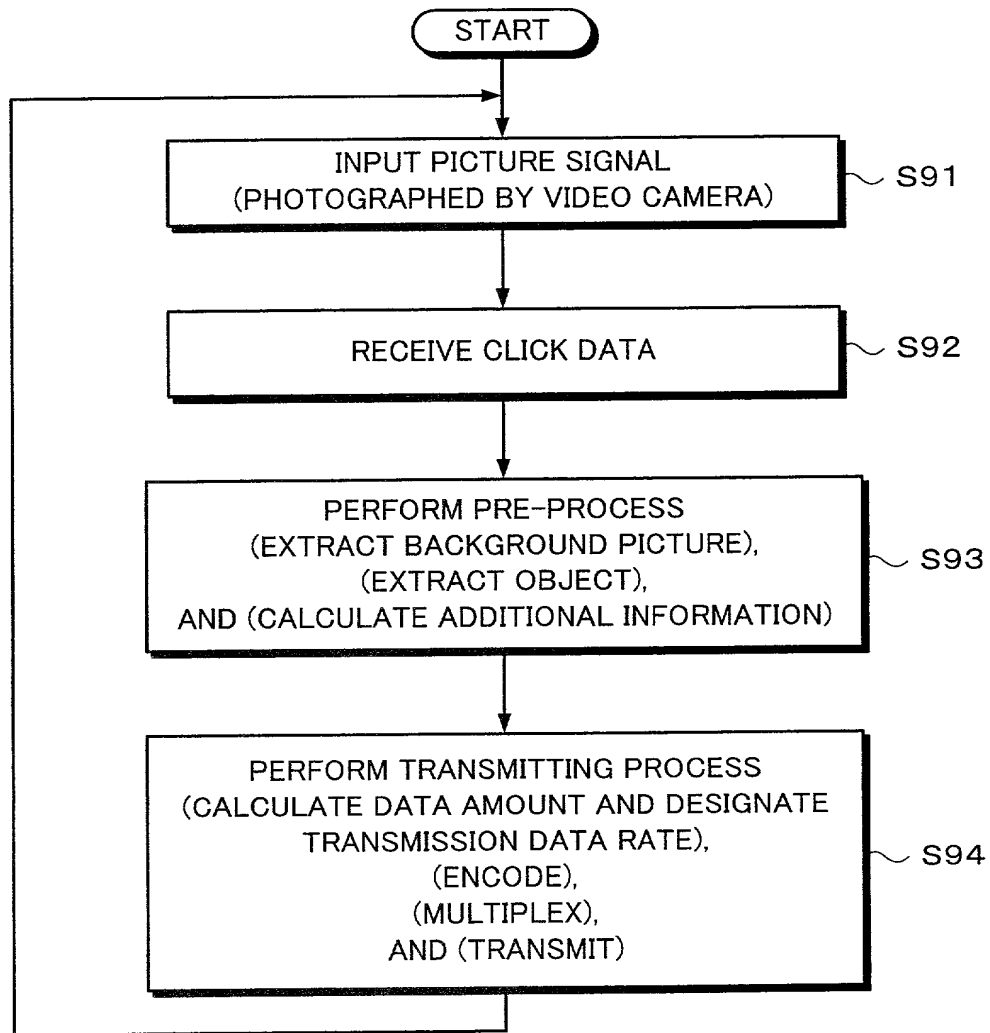 START
INPUT PICTURE SIGNAL
(PHOTOGRAPHED BY VIDEO CAMERA)
S91
RECEIVE CLICK DATA
S92
PERFORM PRE-PROCESS
(EXTRACT BACKGROUND PICTURE),
(EXTRACT OBJECT),
AND (CALCULATE ADDITIONAL INFORMATION)
S93
PERFORM TRANSMITTING PROCESS
(CALCULATE DATA AMOUNT AND DESIGNATE
TRANSMISSION DATA RATE),
(ENCODE),
(MULTIPLEX),
AND (TRANSMIT)
S94